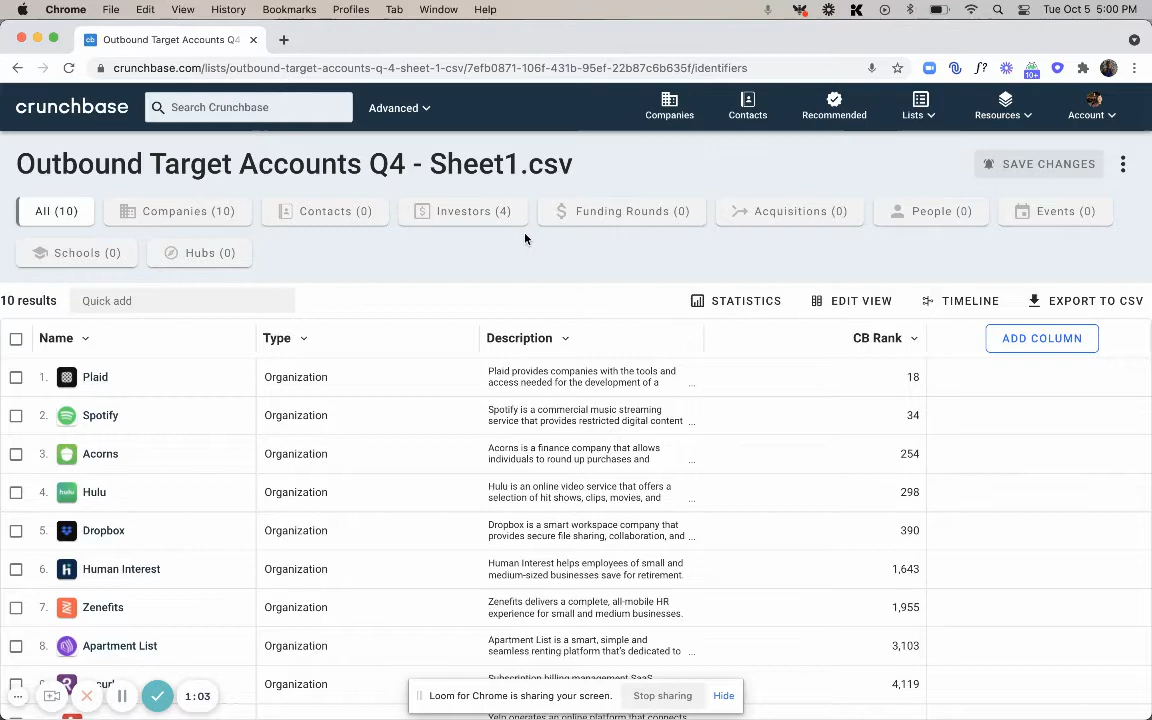 Chrome File Edit View History Bookmarks Profiles Tab Window Help Tue Oct 5 5:00 PM
cb Outbound Target Accounts Q4
crunchbase.com/lists/outbound-target-accounts-q-4-sheet-1-csv/7efb0871-106f-431b-95ef-22b87c6b635f/identifiers
10+
crunchbase Search Crunchbase Advanced Companies Contacts Recommended Lists Resources Account
Outbound Target Accounts Q4 - Sheet1.csv SAVE CHANGES
All (10) Companies (10) Contacts (0) Investors (4) Funding Rounds (0) Acquisitions (0) People (0) Events (0)
Schools (0) Hubs (0)
10 results Quick add STATISTICS EDIT VIEW TIMELINE EXPORT TO CSV
Name Type Description CB Rank ADD COLUMN
1. Plaid Organization Plaid provides companies with the tools and 18
access needed for the development of a ...
2. Spotify Organization Spotify is a commercial music streaming 34
service that provides restricted digital content ...
3. Acorns Organization Acorns is a finance company that allows 254
individuals to round up purchases and ...
4. hulu Hulu Organization Hulu is an online video service that offers a 298
selection of hit shows, clips, movies, and ...
5. Dropbox Organization Dropbox is a smart workspace company that 390
provides secure file sharing, collaboration, and ...
6. Human Interest Organization Human Interest helps employees of small and 1,643
medium-sized businesses save for retirement.
7. Zenefits Organization Zenefits delivers a complete, all-mobile HR 1,955
experience for small and medium businesses.
8. Apartment List Organization Apartment List is a smart, simple and 3,103
seamless renting platform that's dedicated to ...
Organization 4,119
1:03 Loom for Chrome is sharing your screen. Stop sharing Hide